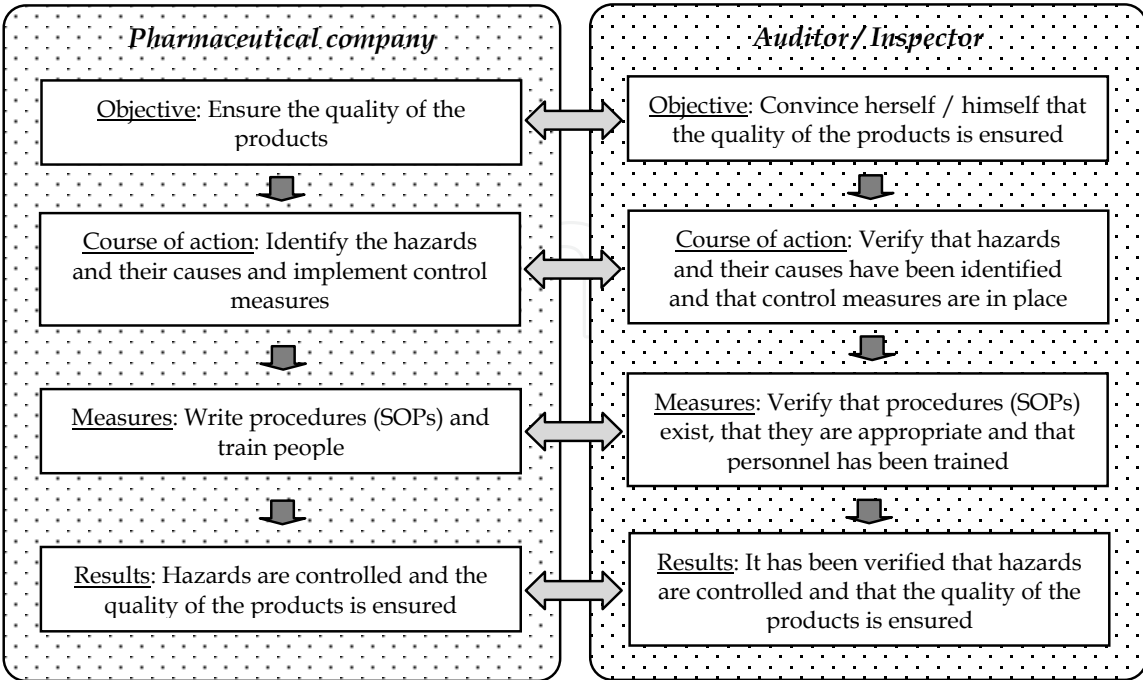 Pharmaceutical company
Objective: Ensure the quality of the
products
Course of action: Identify the hazards
and their causes and implement control
measures
Measures: Write procedures (SOPs) and
train people
Results: Hazards are controlled and the
quality of the products is ensured
Auditor / Inspector
Objective: Convince herself / himself that
the quality of the products is ensured
Course of action: Verify that hazards
and their causes have been identified
and that control measures are in place
Measures: Verify that procedures (SOPs)
exist, that they are appropriate and that
personnel has been trained
Results: It has been verified that hazards
are controlled and that the quality of the
products is ensured